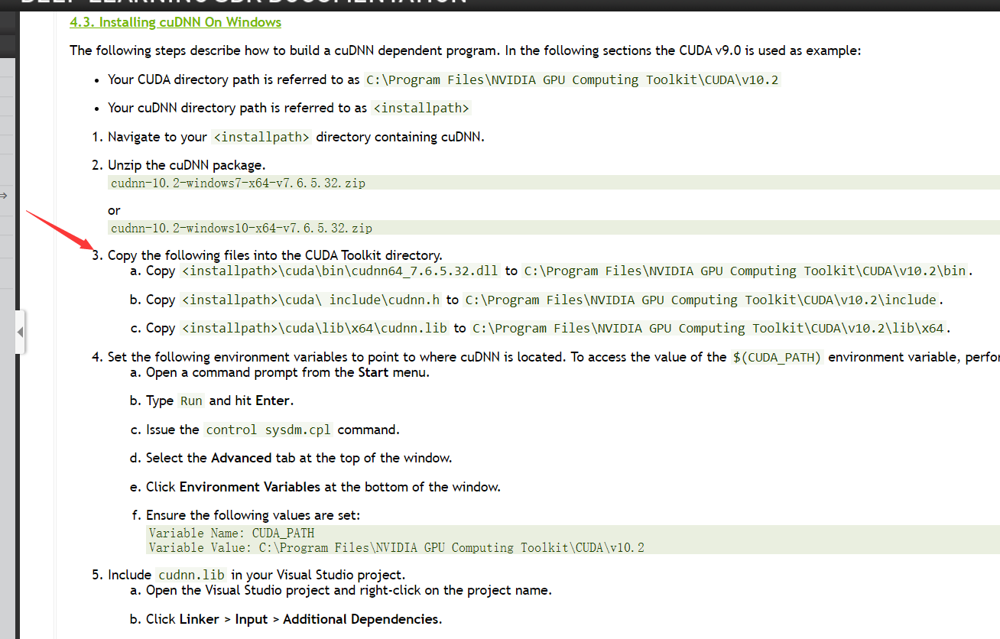 4.3. Installing cuDNN On Windows
The following steps describe how to build a cuDNN dependent program. In the following sections the CUDA v9.0 is used as example:
• Your CUDA directory path is referred to as C:\Program Files\NVIDIA GPU Computing Toolkit\CUDA\v10.2
• Your cuDNN directory path is referred to as <installpath>
1. Navigate to your <installpath> directory containing cuDNN.
2. Unzip the cuDNN package.
cudnn-10.2-windows7-x64-v7.6.5.32.zip
or
cudnn-10.2-windows10-x64-v7.6.5.32.zip
3. Copy the following files into the CUDA Toolkit directory.
a. Copy <installpath>\cuda\bin\cudnn64_7.6.5.32.dll to C:\Program Files\NVIDIA GPU Computing Toolkit\CUDA\v10.2\bin.
b. Copy <installpath>\cuda\ include\cudnn.h to C:\Program Files\NVIDIA GPU Computing Toolkit\CUDA\v10.2\include.
c. Copy <installpath>\cuda\lib\x64\cudnn.lib to C:\Program Files\NVIDIA GPU Computing Toolkit\CUDA\v10.2\lib\x64.
4. Set the following environment variables to point to where cuDNN is located. To access the value of the $(CUDA_PATH) environment variable, perfor
a. Open a command prompt from the Start menu.
b. Type Run and hit Enter.
c. Issue the control sysdm.cpl command.
d. Select the Advanced tab at the top of the window.
e. Click Environment Variables at the bottom of the window.
f. Ensure the following values are set:
Variable Name: CUDA_PATH
Variable Value: C:\Program Files\NVIDIA GPU Computing Toolkit\CUDA\v10.2
5. Include cudnn.lib in your Visual Studio project.
a. Open the Visual Studio project and right-click on the project name.
b. Click Linker > Input > Additional Dependencies.